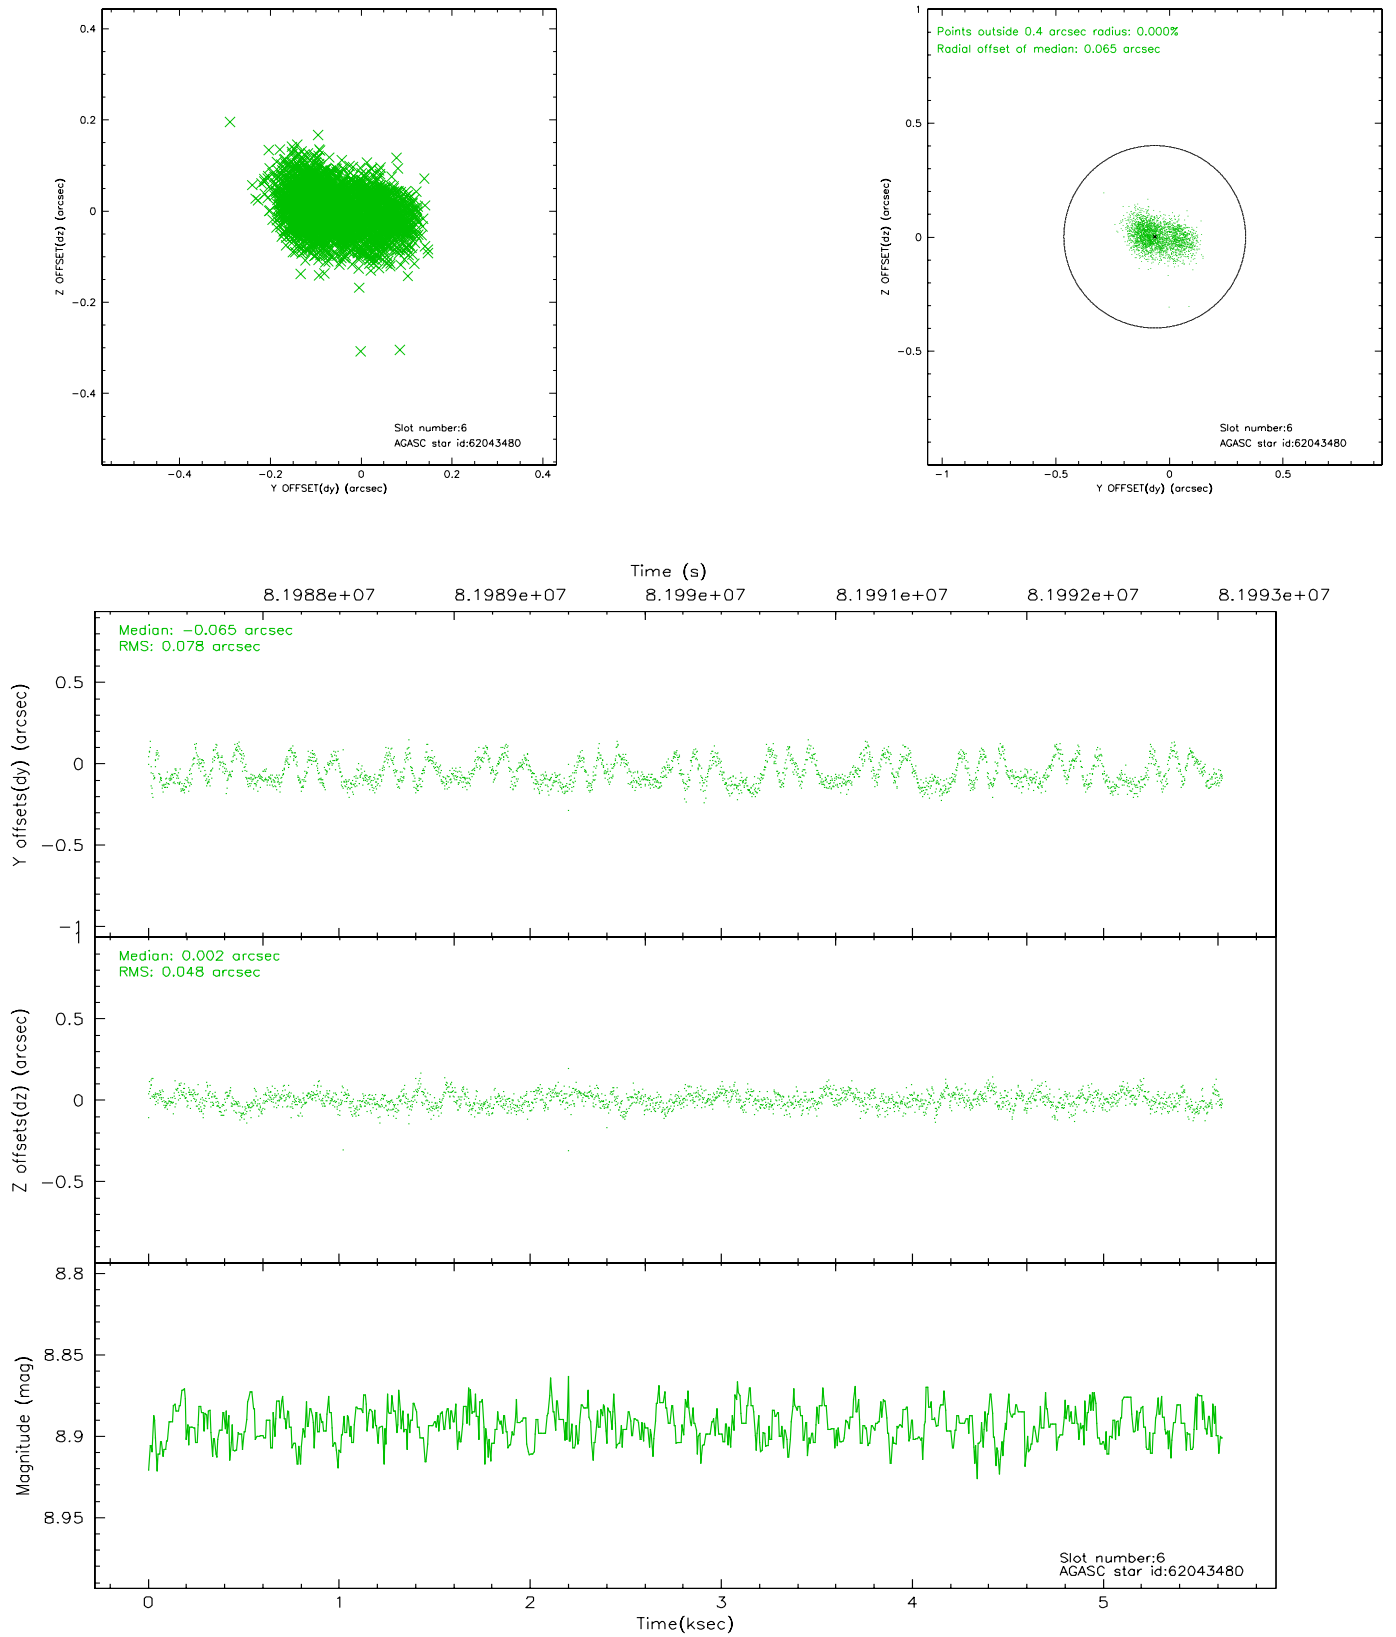 0.4
0.2
0
−0.2
−0.4
Z OFFSET(dz) (arcsec)
Slot number:6
AGASC star id:62043480
−0.4
−0.2
0
0.2
0.4
Y OFFSET(dy) (arcsec)
Points outside 0.4 arcsec radius: 0.000%
Radial offset of median: 0.065 arcsec
1
0.5
0
−0.5
Z OFFSET(dz) (arcsec)
Slot number:6
AGASC star id:62043480
−1
−0.5
0
0.5
Y OFFSET(dy) (arcsec)
Time (s)
8.1988e+07
8.1989e+07
8.199e+07
8.1991e+07
8.1992e+07
8.1993e+07
Median: −0.065 arcsec
RMS: 0.078 arcsec
0.5
0
−0.5
−1
Y offsets(dy) (arcsec)
Median: 0.002 arcsec
RMS: 0.048 arcsec
1
0.5
0
−0.5
Z offsets(dz) (arcsec)
8.8
8.85
8.9
8.95
Magnitude (mag)
Slot number:6
AGASC star id:62043480
0
1
2
3
4
5
Time(ksec)